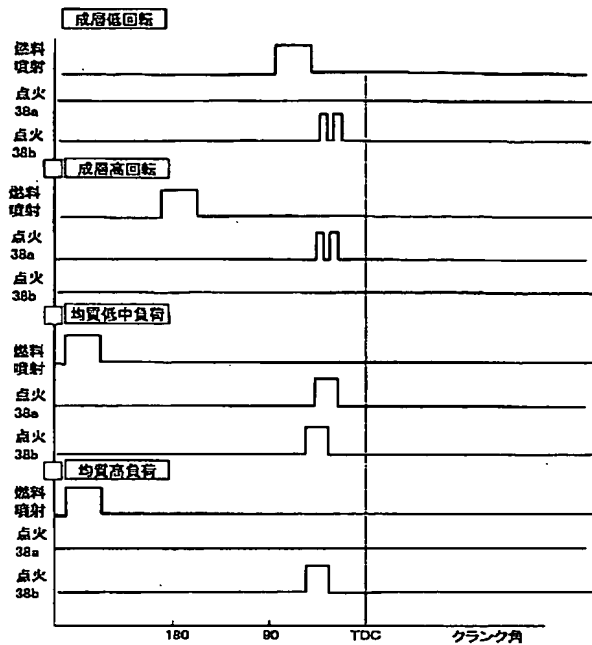 成層低回転
燃料
噴射
点火
38a
点火
38b
成層高回転
燃料
噴射
点火
38a
点火
38b
均質低中負荷
燃料
噴射
点火
38a
点火
38b
均質高負荷
燃料
噴射
点火
38a
点火
38b
180 90 TDC クランク角